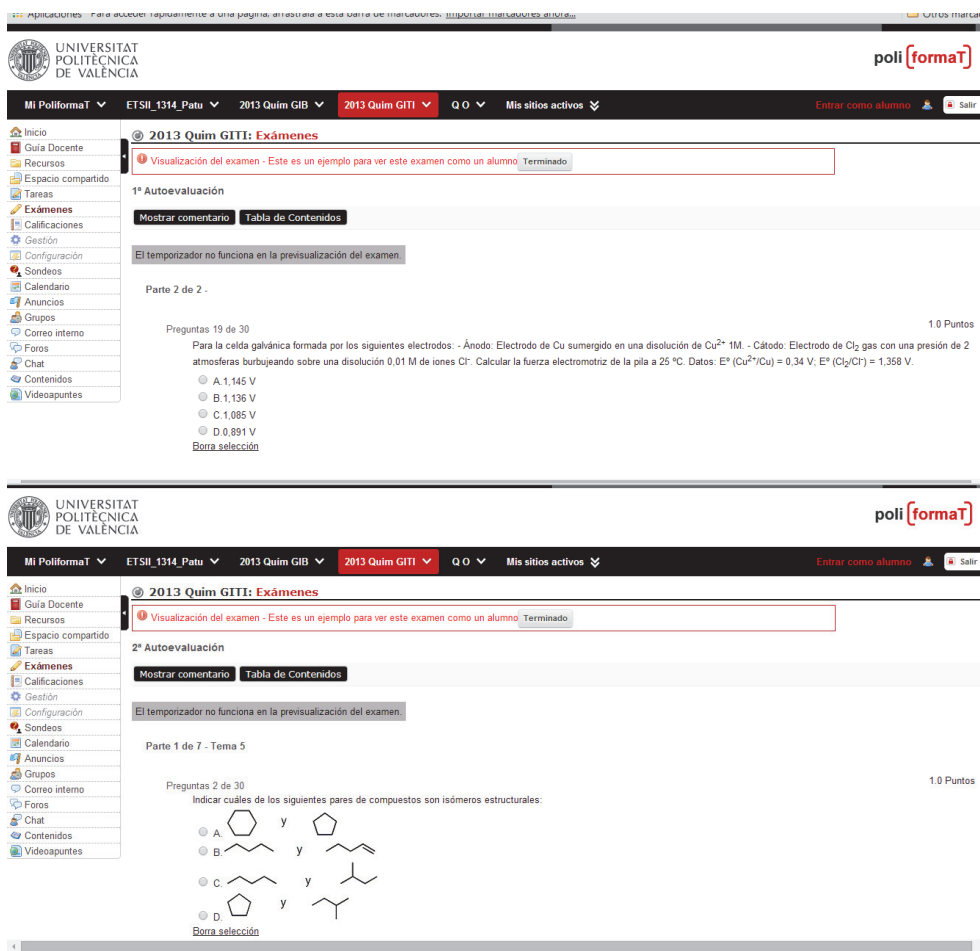 Aplicaciones Para acceder rápidamente a una página, arrástrala a esta barra de marcadores. Importar marcadores ahora... Otros marca
UNIVERSITAT
POLITÈCNICA
DE VALÈNCIA
poli[formaT]
Mi PoliformaT ETSII_1314_Patu 2013 Quim GIB 2013 Quim GITI Q O Mis sitios activos Entrar como alumno Salir
Inicio
Guía Docente
Recursos
Espacio compartido
Tareas
Exámenes
Calificaciones
Gestión
Configuración
Sondeos
Calendario
Anuncios
Grupos
Correo interno
Foros
Chat
Contenidos
Videoapuntes
2013 Quim GITI: Exámenes
Visualización del examen - Este es un ejemplo para ver este examen como un alumno Terminado
1ª Autoevaluación
Mostrar comentario Tabla de Contenidos
El temporizador no funciona en la previsualización del examen.
Parte 2 de 2 -
Preguntas 19 de 30 1.0 Puntos
Para la celda galvánica formada por los siguientes electrodos: - Ánodo: Electrodo de Cu sumergido en una disolución de Cu²⁺ 1M. - Cátodo: Electrodo de Cl₂ gas con una presión de 2
atmosferas burbujeando sobre una disolución 0,01 M de iones Cl⁻. Calcular la fuerza electromotriz de la pila a 25 ºC. Datos: Eº (Cu²⁺/Cu) = 0,34 V; Eº (Cl₂/Cl⁻) = 1,358 V.
A.1,145 V
B.1,136 V
C.1,085 V
D.0,891 V
Borra selección
UNIVERSITAT
POLITÈCNICA
DE VALÈNCIA
poli[formaT]
Mi PoliformaT ETSII_1314_Patu 2013 Quim GIB 2013 Quim GITI Q O Mis sitios activos Entrar como alumno Salir
Inicio
Guía Docente
Recursos
Espacio compartido
Tareas
Exámenes
Calificaciones
Gestión
Configuración
Sondeos
Calendario
Anuncios
Grupos
Correo interno
Foros
Chat
Contenidos
Videoapuntes
2013 Quim GITI: Exámenes
Visualización del examen - Este es un ejemplo para ver este examen como un alumno Terminado
2ª Autoevaluación
Mostrar comentario Tabla de Contenidos
El temporizador no funciona en la previsualización del examen.
Parte 1 de 7 - Tema 5
Preguntas 2 de 30 1.0 Puntos
Indicar cuáles de los siguientes pares de compuestos son isómeros estructurales:
A. y
B. y
C. y
D. y
Borra selección